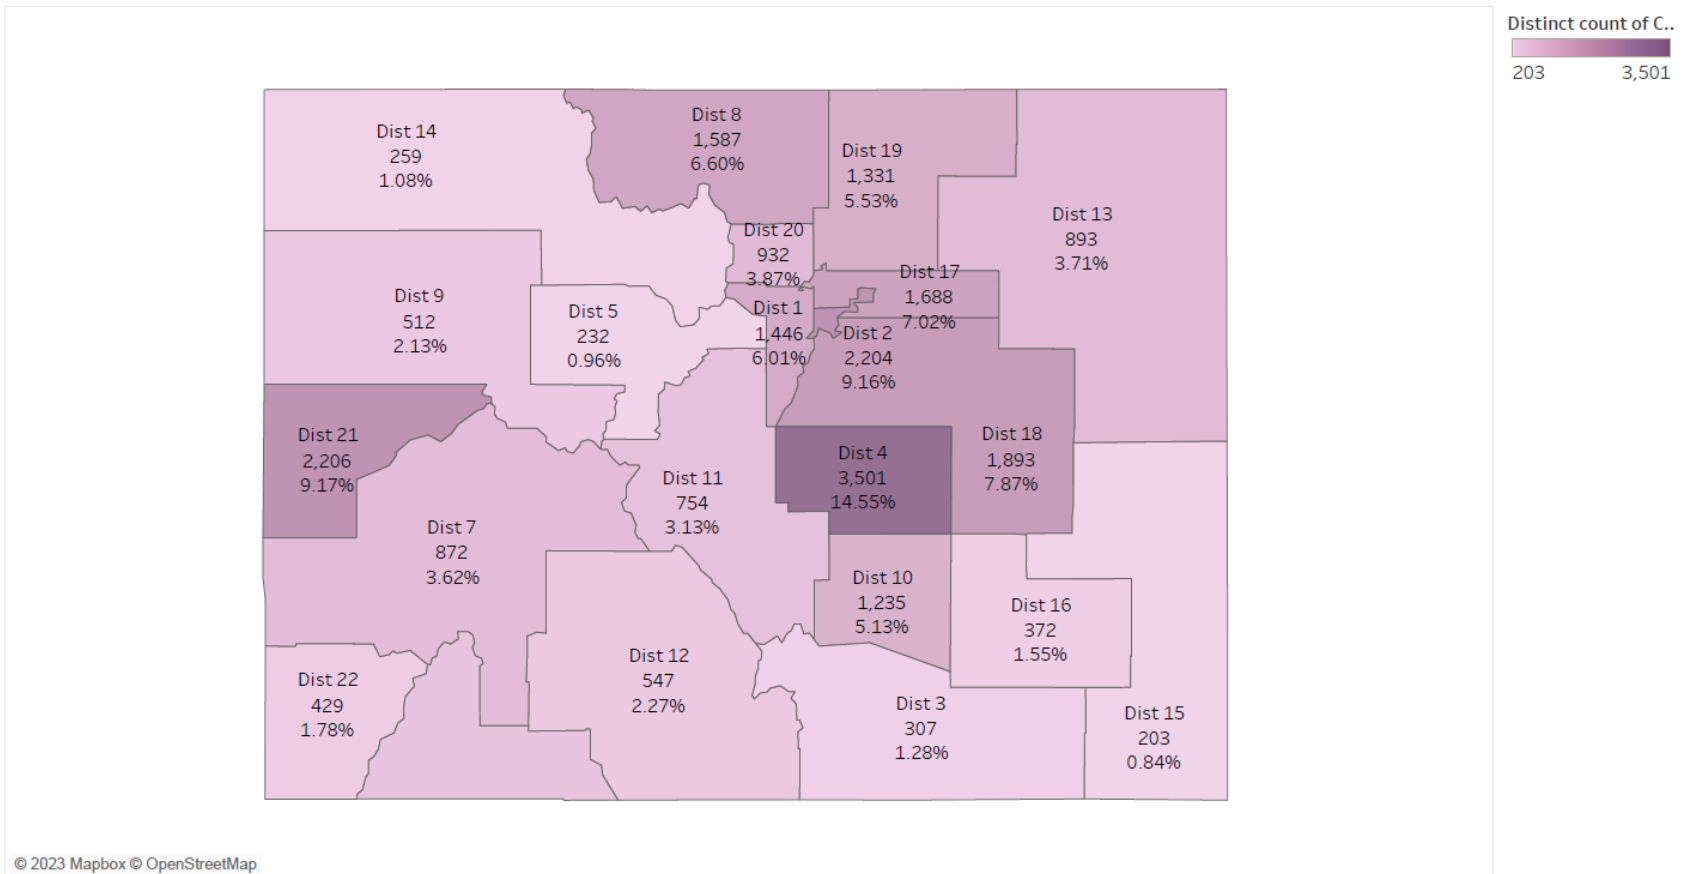 Distinct count of C..
203 3,501
Dist 14
259
1.08%
Dist 8
1,587
6.60%
Dist 19
1,331
5.53%
Dist 13
893
3.71%
Dist 20
932
3.87%
Dist 17
1,688
7.02%
Dist 9
512
2.13%
Dist 5
232
0.96%
Dist 1
1,446
6.01%
Dist 2
2,204
9.16%
Dist 21
2,206
9.17%
Dist 4
3,501
14.55%
Dist 18
1,893
7.87%
Dist 11
754
3.13%
Dist 7
872
3.62%
Dist 10
1,235
5.13%
Dist 16
372
1.55%
Dist 12
547
2.27%
Dist 22
429
1.78%
Dist 3
307
1.28%
Dist 15
203
0.84%
© 2023 Mapbox © OpenStreetMap